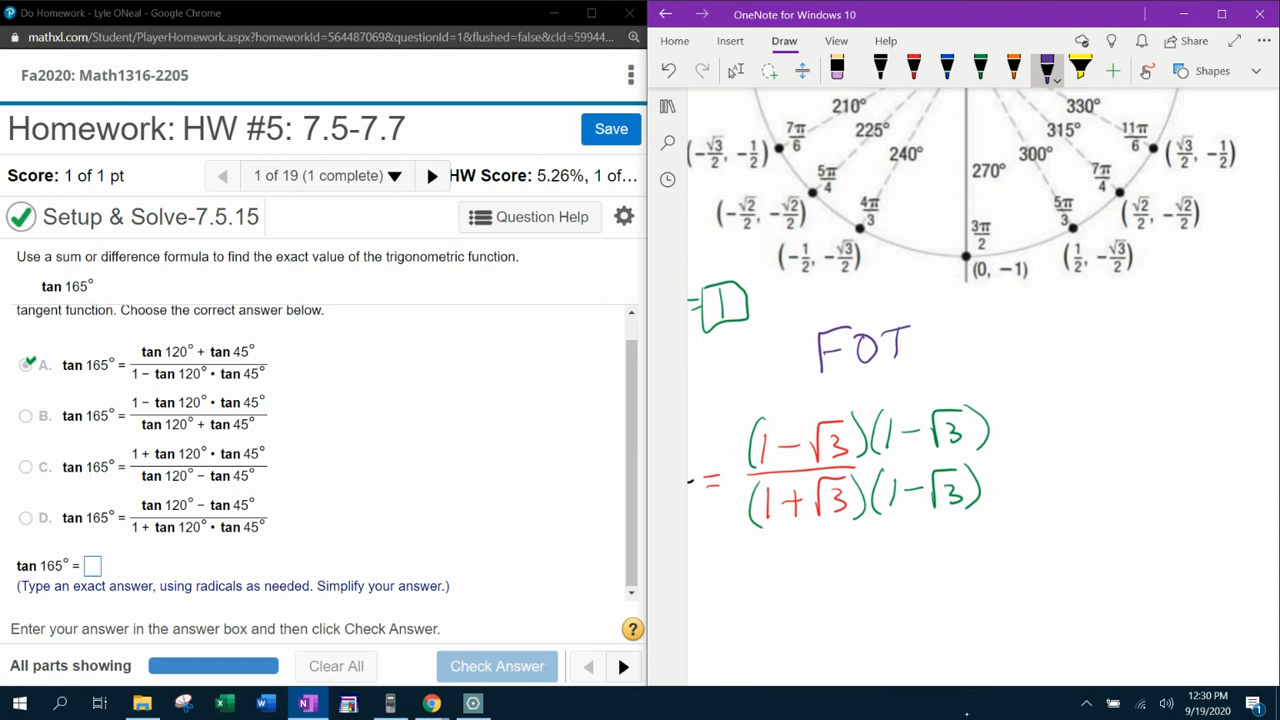 Do Homework - Lyle ONeal - Google Chrome
mathxl.com/Student/PlayerHomework.aspx?homeworkId=564487069&questionId=1&flushed=false&cId=59944...
Fa2020: Math1316-2205
Homework: HW #5: 7.5-7.7
Save
Score: 1 of 1 pt
1 of 19 (1 complete)
HW Score: 5.26%, 1 of...
Setup & Solve-7.5.15
Question Help
Use a sum or difference formula to find the exact value of the trigonometric function.
tan 165°
tangent function. Choose the correct answer below.
A. tan 165° = (tan 120° + tan 45°) / (1 − tan 120° • tan 45°)
B. tan 165° = (1 − tan 120° • tan 45°) / (tan 120° + tan 45°)
C. tan 165° = (1 + tan 120° • tan 45°) / (tan 120° − tan 45°)
D. tan 165° = (tan 120° − tan 45°) / (1 + tan 120° • tan 45°)
tan 165° =
(Type an exact answer, using radicals as needed. Simplify your answer.)
Enter your answer in the answer box and then click Check Answer.
?
All parts showing
Clear All
Check Answer
OneNote for Windows 10
Home Insert Draw View Help
Share
Shapes
210° 330°
7π/6 225° 315° 11π/6
(−√3/2, −1/2) 240° 300° (√3/2, −1/2)
5π/4 270° 7π/4
(−√2/2, −√2/2) 4π/3 5π/3 (√2/2, −√2/2)
3π/2
(−1/2, −√3/2) (0, −1) (1/2, −√3/2)
= 1
FOT
= (1 − √3)(1 − √3)
(1 + √3)(1 − √3)
12:30 PM
9/19/2020
1